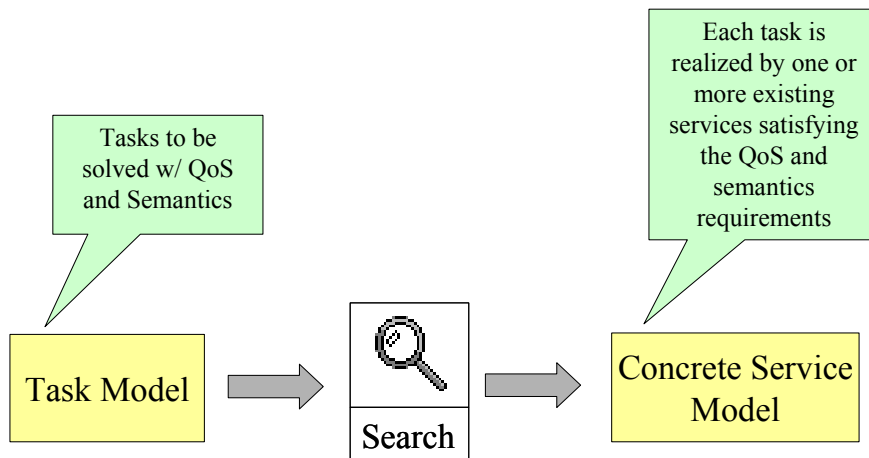 Each task is
realized by one or
more existing
services satisfying
the QoS and
semantics
requirements
Tasks to be
solved w/ QoS
and Semantics
Task Model
Search
Concrete Service
Model